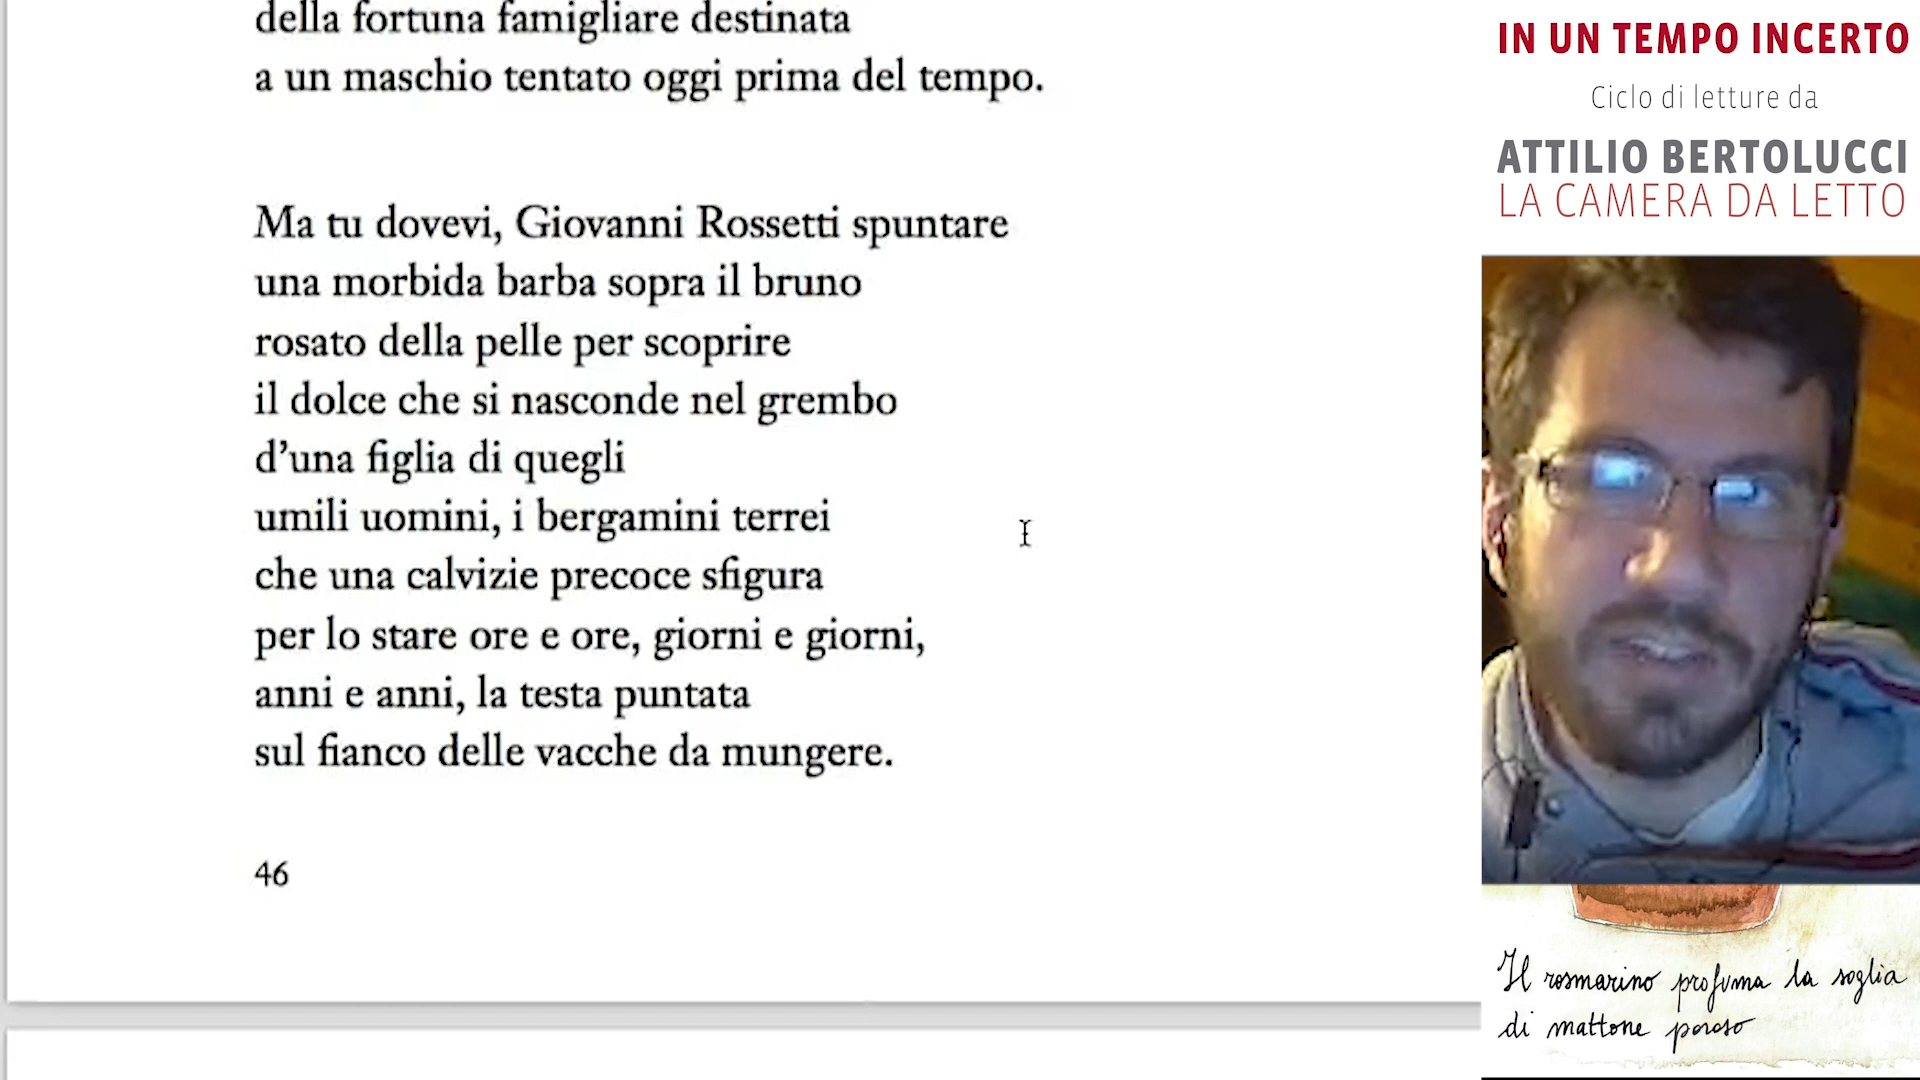 della fortuna famigliare destinata
a un maschio tentato oggi prima del tempo.
Ma tu dovevi, Giovanni Rossetti spuntare
una morbida barba sopra il bruno
rosato della pelle per scoprire
il dolce che si nasconde nel grembo
d’una figlia di quegli
umili uomini, i bergamini terrei
che una calvizie precoce sfigura
per lo stare ore e ore, giorni e giorni,
anni e anni, la testa puntata
sul fianco delle vacche da mungere.
46
IN UN TEMPO INCERTO
Ciclo di letture da
ATTILIO BERTOLUCCI
LA CAMERA DA LETTO
Il rosmarino profuma la soglia
di mattone poroso